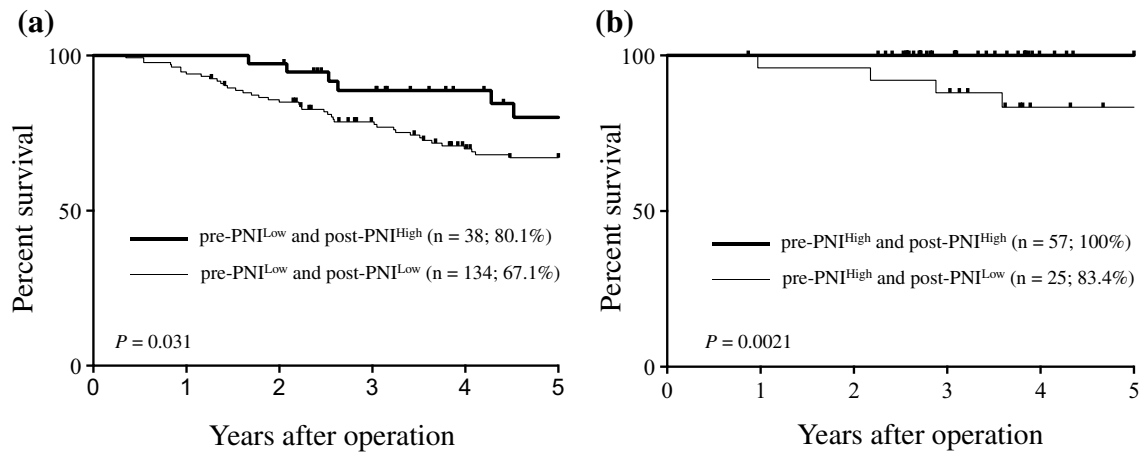 (a)
Percent survival
100
50
0
pre-PNI^Low and post-PNI^High (n = 38; 80.1%)
pre-PNI^Low and post-PNI^Low (n = 134; 67.1%)
P = 0.031
0 1 2 3 4 5
Years after operation
(b)
Percent survival
100
50
0
pre-PNI^High and post-PNI^High (n = 57; 100%)
pre-PNI^High and post-PNI^Low (n = 25; 83.4%)
P = 0.0021
0 1 2 3 4 5
Years after operation